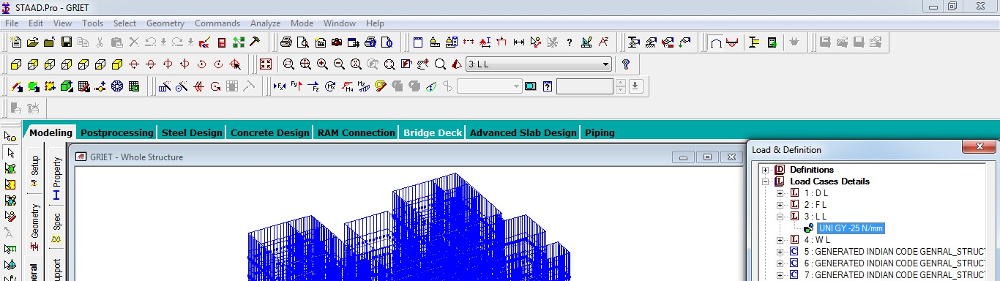 STAAD.Pro - GRIET
File Edit View Tools Select Geometry Commands Analyze Mode Window Help
3: L L
Modeling Postprocessing Steel Design Concrete Design RAM Connection Bridge Deck Advanced Slab Design Piping
Setup
Property
Geometry
Spec
General
Support
GRIET - Whole Structure
Load & Definition
Definitions
Load Cases Details
1 : D L
2 : F L
3 : L L
UNI GY -25 N/mm
4 : W L
5 : GENERATED INDIAN CODE GENRAL_STRUCT
6 : GENERATED INDIAN CODE GENRAL_STRUCT
7 : GENERATED INDIAN CODE GENRAL_STRUCT